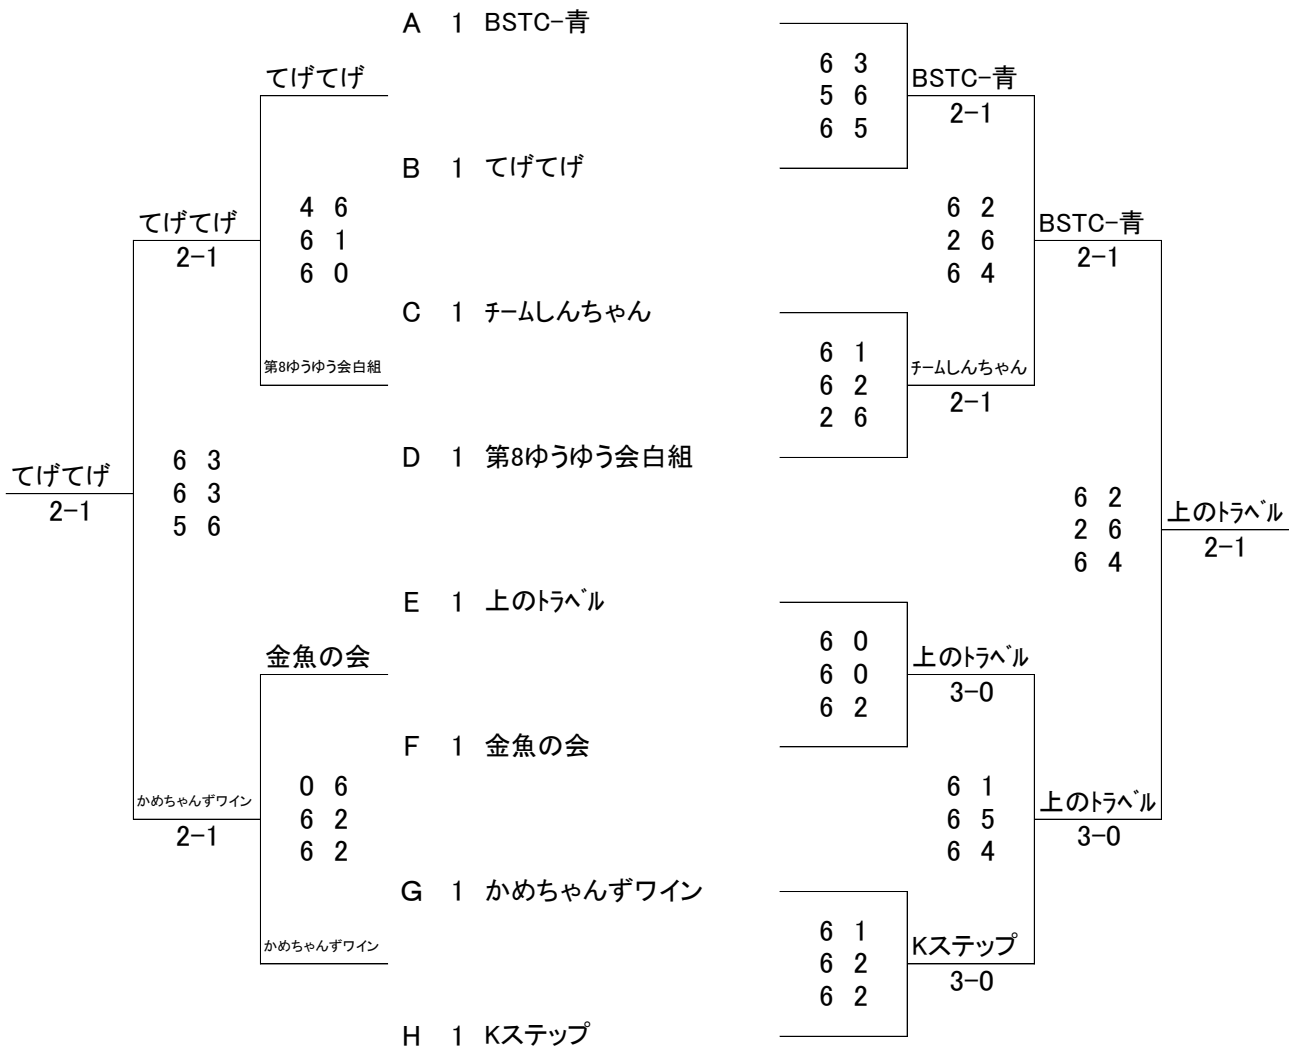 A 1 BSTC-青
6 3
てげてげ
BSTC-青
5 6
2-1
6 5
B 1 てげてげ
4 6
6 2
てげてげ
BSTC-青
6 1
2 6
2-1
2-1
6 0
6 4
C 1 ﾁｰﾑしんちゃん
6 1
第8ゆうゆう会白組
ﾁｰﾑしんちゃん
6 2
2-1
2 6
D 1 第8ゆうゆう会白組
6 3
てげてげ
6 3
2-1
5 6
6 2
上のﾄﾗﾍﾞﾙ
2 6
2-1
6 4
E 1 上のﾄﾗﾍﾞﾙ
6 0
金魚の会
上のﾄﾗﾍﾞﾙ
6 0
3-0
6 2
F 1 金魚の会
0 6
6 1
かめちゃんずワイン
上のﾄﾗﾍﾞﾙ
6 2
6 5
2-1
3-0
6 2
6 4
G 1 かめちゃんずワイン
6 1
かめちゃんずワイン
Kステップ
6 2
3-0
6 2
H 1 Kステップ